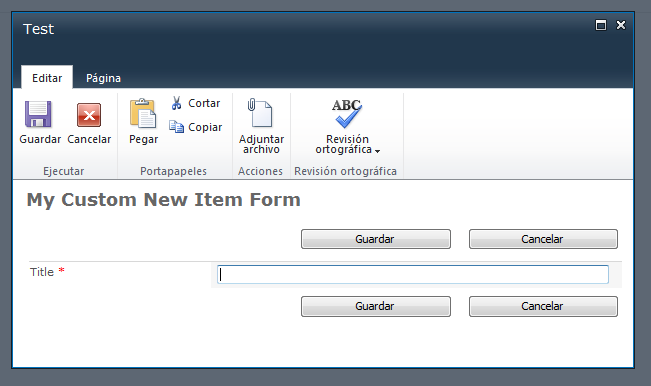 Test
Editar
Página
Guardar
Cancelar
Pegar
Cortar
Copiar
Adjuntar
archivo
ABC
Revisión
ortográfica
Ejecutar
Portapapeles
Acciones
Revisión ortográfica
My Custom New Item Form
Guardar
Cancelar
Title *
Guardar
Cancelar